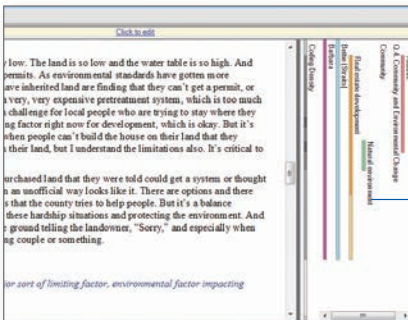 Click to edit
low. The land is so low and the water table is so high. And
permits. As environmental standards have gotten more
ave inherited land are finding that they can't get a permit, or
very, very expensive pretreatment system, which is too much
challenge for local people who are trying to stay where they
ng factor right now for development, which is okay. But it's
when people can't build the house on their land that they
their land, but I understand the limitations also. It's critical to
urchased land that they were told could get a system or thought
n an unofficial way looks like it. There are options and there
s that the county tries to help people. But it's a balance
these hardship situations and protecting the environment. And
ground telling the landowner, "Sorry," and especially when
ng couple or something.
or sort of limiting factor, environmental factor impacting
Coding Density
Barbara
Bette (Strake)
Real estate development
Natural environment
Community
Q.4. Community and Environmental Change